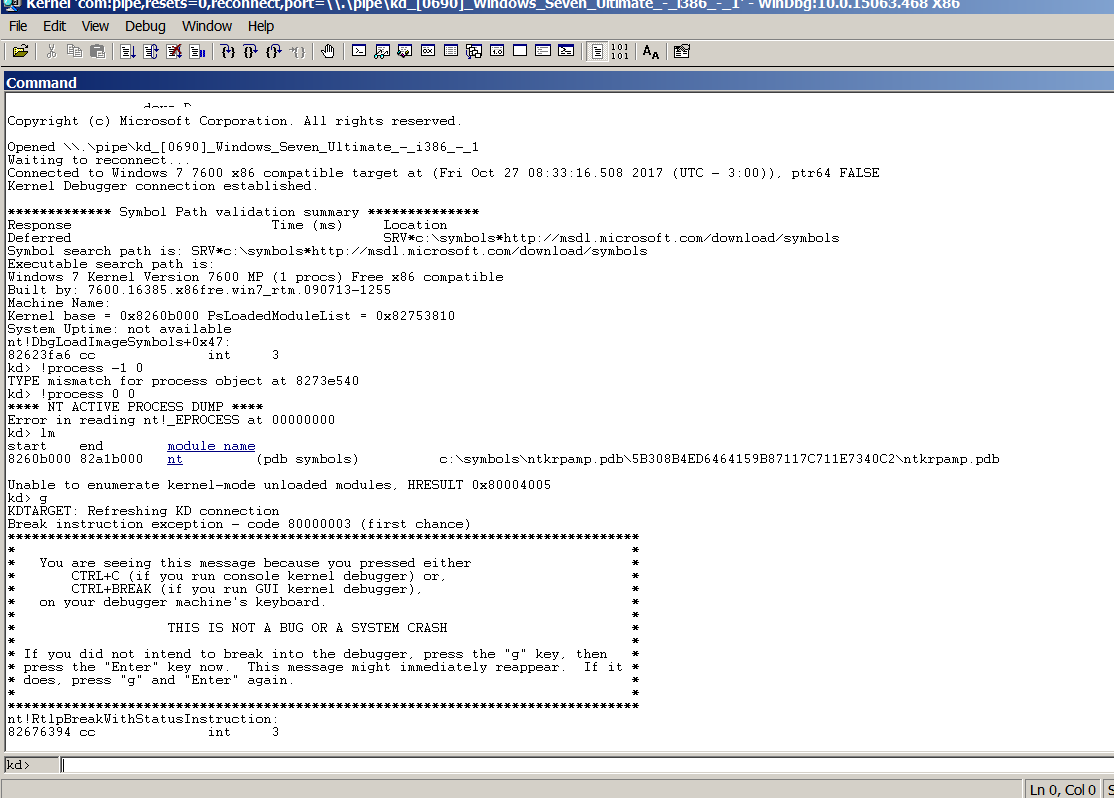 Kernel 'com:pipe,resets=0,reconnect,port=\\.\pipe\kd_[0690]_Windows_Seven_Ultimate_-_i386_-_1' - WinDbg:10.0.15063.468 X86
File Edit View Debug Window Help
Command
Copyright (c) Microsoft Corporation. All rights reserved.
Opened \\.\pipe\kd_[0690]_Windows_Seven_Ultimate_-_i386_-_1
Waiting to reconnect...
Connected to Windows 7 7600 x86 compatible target at (Fri Oct 27 08:33:16.508 2017 (UTC - 3:00)), ptr64 FALSE
Kernel Debugger connection established.
************* Symbol Path validation summary **************
Response Time (ms) Location
Deferred SRV*c:\symbols*http://msdl.microsoft.com/download/symbols
Symbol search path is: SRV*c:\symbols*http://msdl.microsoft.com/download/symbols
Executable search path is:
Windows 7 Kernel Version 7600 MP (1 procs) Free x86 compatible
Built by: 7600.16385.x86fre.win7_rtm.090713-1255
Machine Name:
Kernel base = 0x8260b000 PsLoadedModuleList = 0x82753810
System Uptime: not available
nt!DbgLoadImageSymbols+0x47:
82623fa6 cc int 3
kd> !process -1 0
TYPE mismatch for process object at 8273e540
kd> !process 0 0
**** NT ACTIVE PROCESS DUMP ****
Error in reading nt!_EPROCESS at 00000000
kd> lm
start end module name
8260b000 82a1b000 nt (pdb symbols) c:\symbols\ntkrpamp.pdb\5B308B4ED6464159B87117C711E7340C2\ntkrpamp.pdb
Unable to enumerate kernel-mode unloaded modules, HRESULT 0x80004005
kd> g
KDTARGET: Refreshing KD connection
Break instruction exception - code 80000003 (first chance)
*******************************************************************************
* *
* You are seeing this message because you pressed either *
* CTRL+C (if you run console kernel debugger) or, *
* CTRL+BREAK (if you run GUI kernel debugger), *
* on your debugger machine's keyboard. *
* *
* THIS IS NOT A BUG OR A SYSTEM CRASH *
* *
* If you did not intend to break into the debugger, press the "g" key, then *
* press the "Enter" key now. This message might immediately reappear. If it *
* does, press "g" and "Enter" again. *
* *
*******************************************************************************
nt!RtlpBreakWithStatusInstruction:
82676394 cc int 3
kd>
Ln 0, Col 0 S